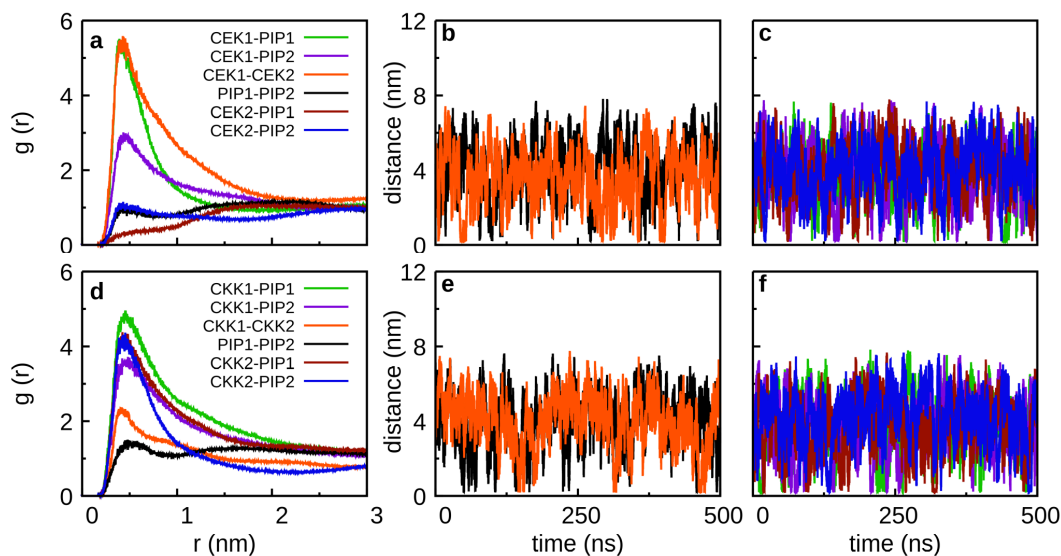 6
4
2
0
g (r)
a
CEK1-PIP1
CEK1-PIP2
CEK1-CEK2
PIP1-PIP2
CEK2-PIP1
CEK2-PIP2
12
8
4
0
distance (nm)
b
c
6
4
2
0
g (r)
d
CKK1-PIP1
CKK1-PIP2
CKK1-CKK2
PIP1-PIP2
CKK2-PIP1
CKK2-PIP2
0 1 2 3
r (nm)
12
8
4
0
distance (nm)
e
0 250 500
time (ns)
f
0 250 500
time (ns)